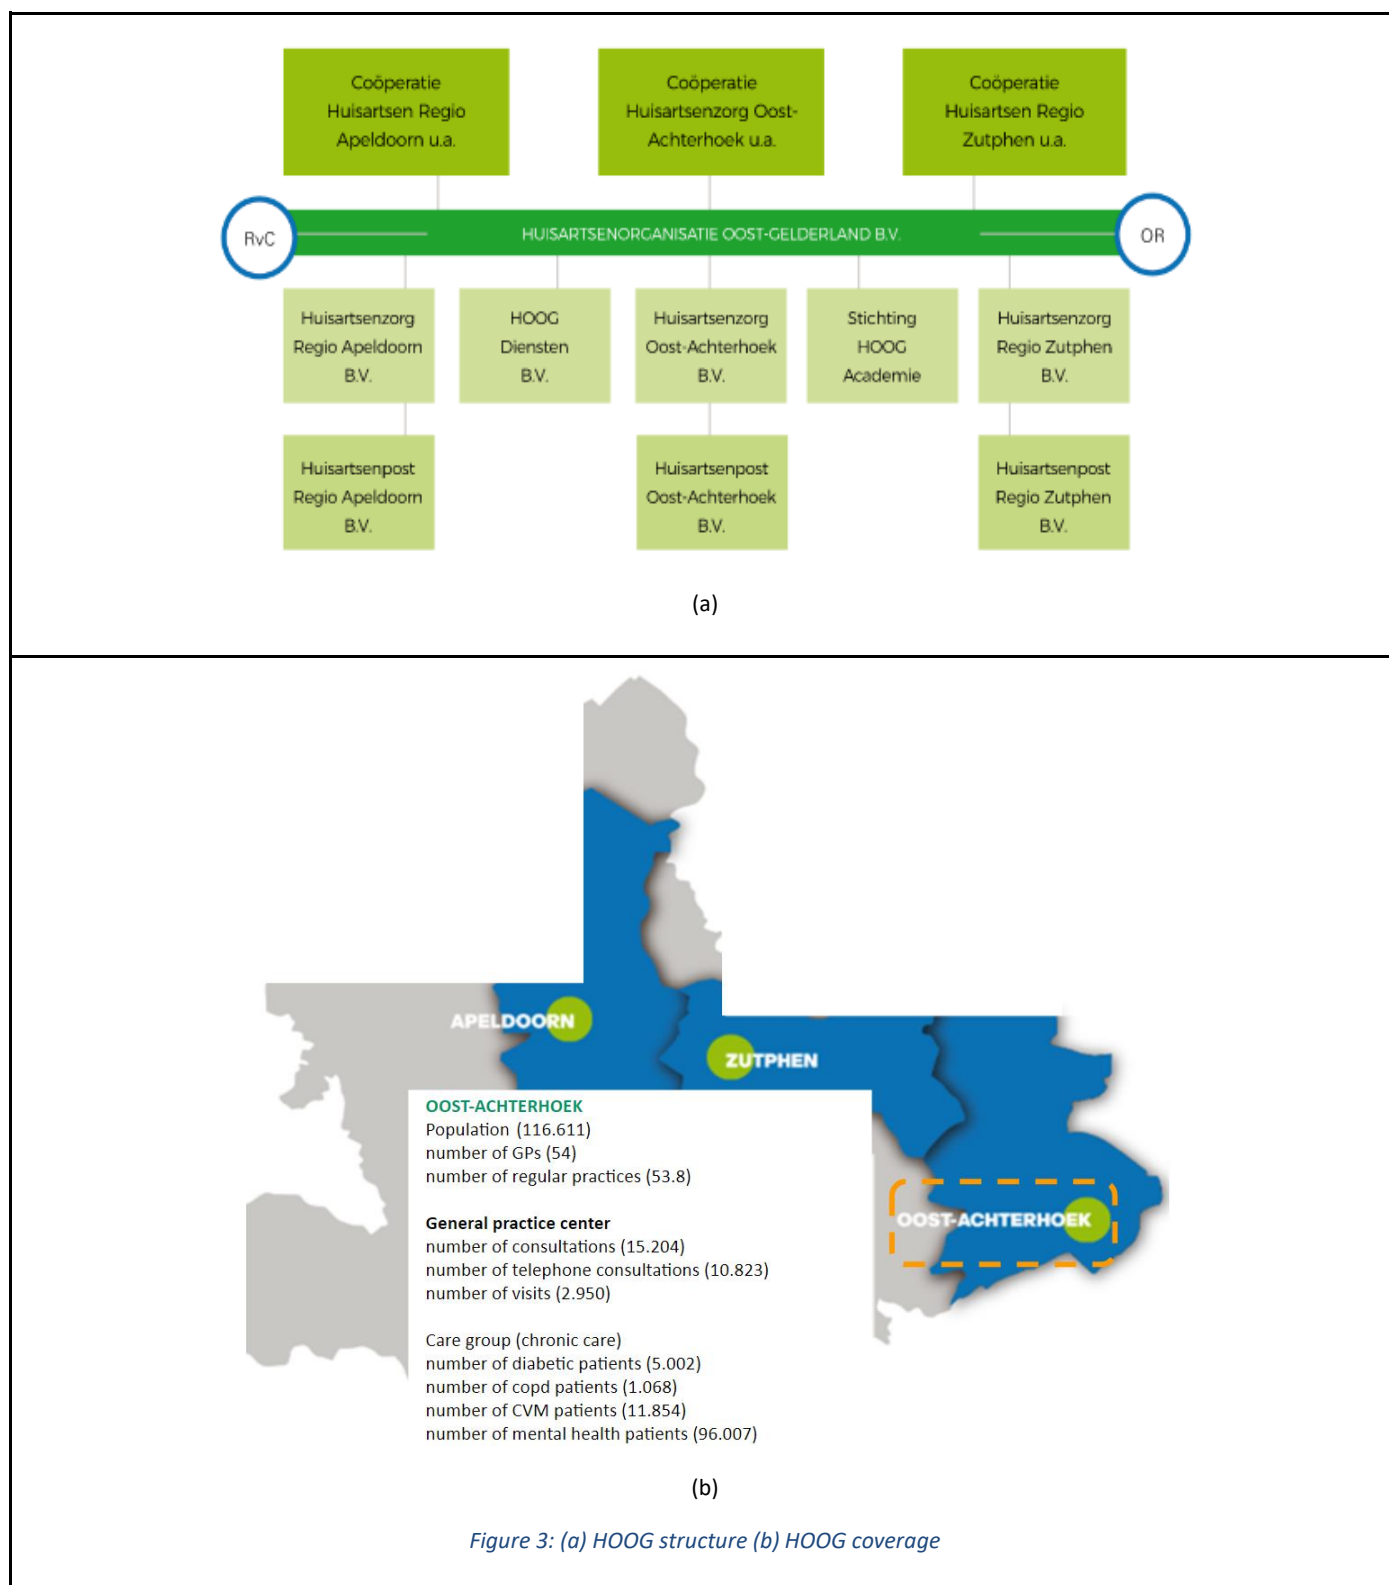 Coöperatie
Huisartsen Regio
Apeldoorn u.a.
Coöperatie
Huisartsenzorg Oost-
Achterhoek u.a.
Coöperatie
Huisartsen Regio
Zutphen u.a.
RvC
HUISARTSENORGANISATIE OOST-GELDERLAND B.V.
OR
Huisartsenzorg
Regio Apeldoorn
B.V.
HOOG
Diensten
B.V.
Huisartsenzorg
Oost-Achterhoek
B.V.
Stichting
HOOG
Academie
Huisartsenzorg
Regio Zutphen
B.V.
Huisartsenpost
Regio Apeldoorn
B.V.
Huisartsenpost
Oost-Achterhoek
B.V.
Huisartsenpost
Regio Zutphen
B.V.
(a)
APELDOORN
ZUTPHEN
OOST-ACHTERHOEK
OOST-ACHTERHOEK
Population (116.611)
number of GPs (54)
number of regular practices (53.8)
General practice center
number of consultations (15.204)
number of telephone consultations (10.823)
number of visits (2.950)
Care group (chronic care)
number of diabetic patients (5.002)
number of copd patients (1.068)
number of CVM patients (11.854)
number of mental health patients (96.007)
(b)
Figure 3: (a) HOOG structure (b) HOOG coverage